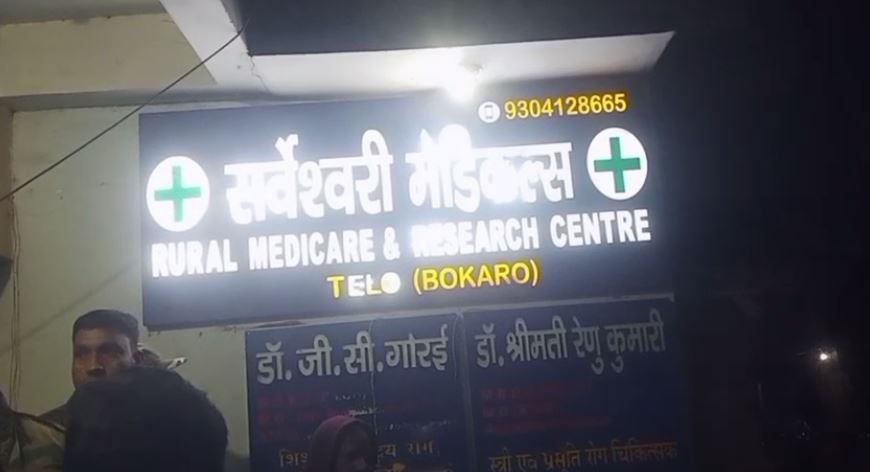 9304128665
सर्वेश्वरी मेडिकल्स
RURAL MEDICARE & RESEARCH CENTRE
TELO (BOKARO)
डॉ. जी. सी. गोरई
डॉ. श्रीमती रेणु कुमारी
रोग
स्त्री एवं प्रसूति रोग चिकित्सक